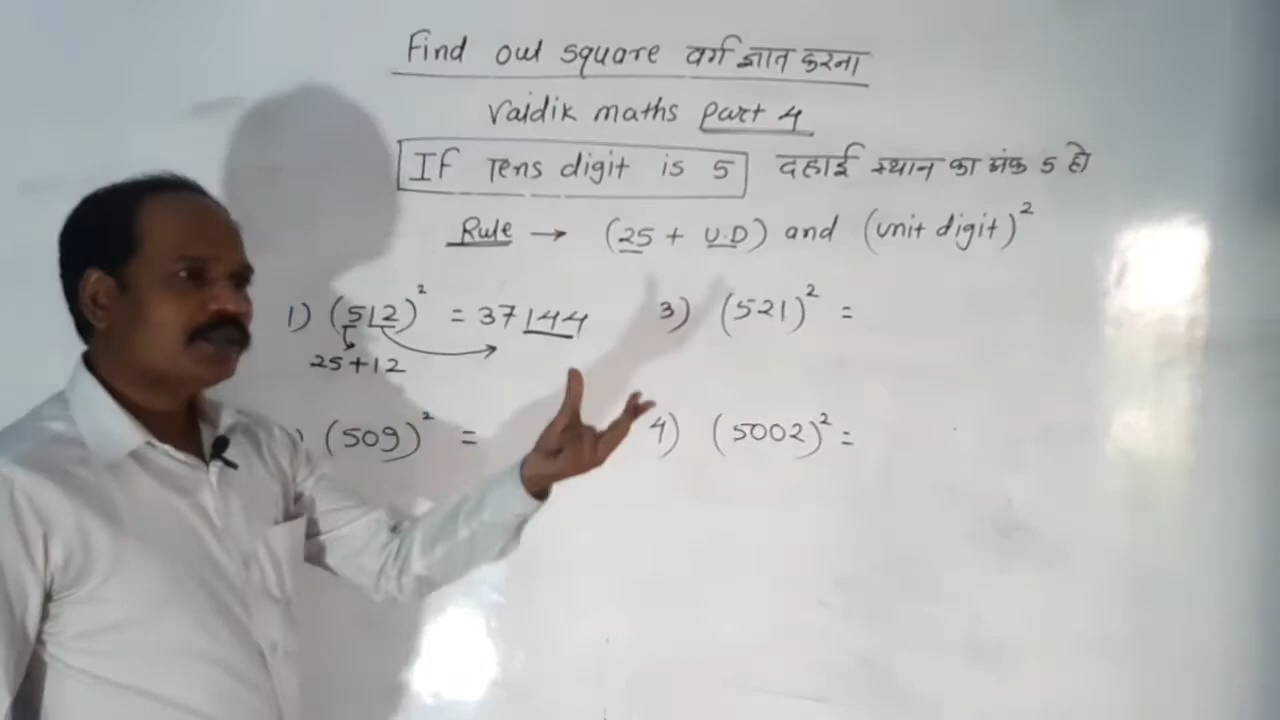 Find out square वर्ग ज्ञात करना
Vaidik maths part 4
If Tens digit is 5 दहाई स्थान का अंक 5 हो
Rule → (25 + U.D) and (unit digit)²
1) (512)² = 37144
25+12
) (509)² =
3) (521)² =
4) (5002)² =